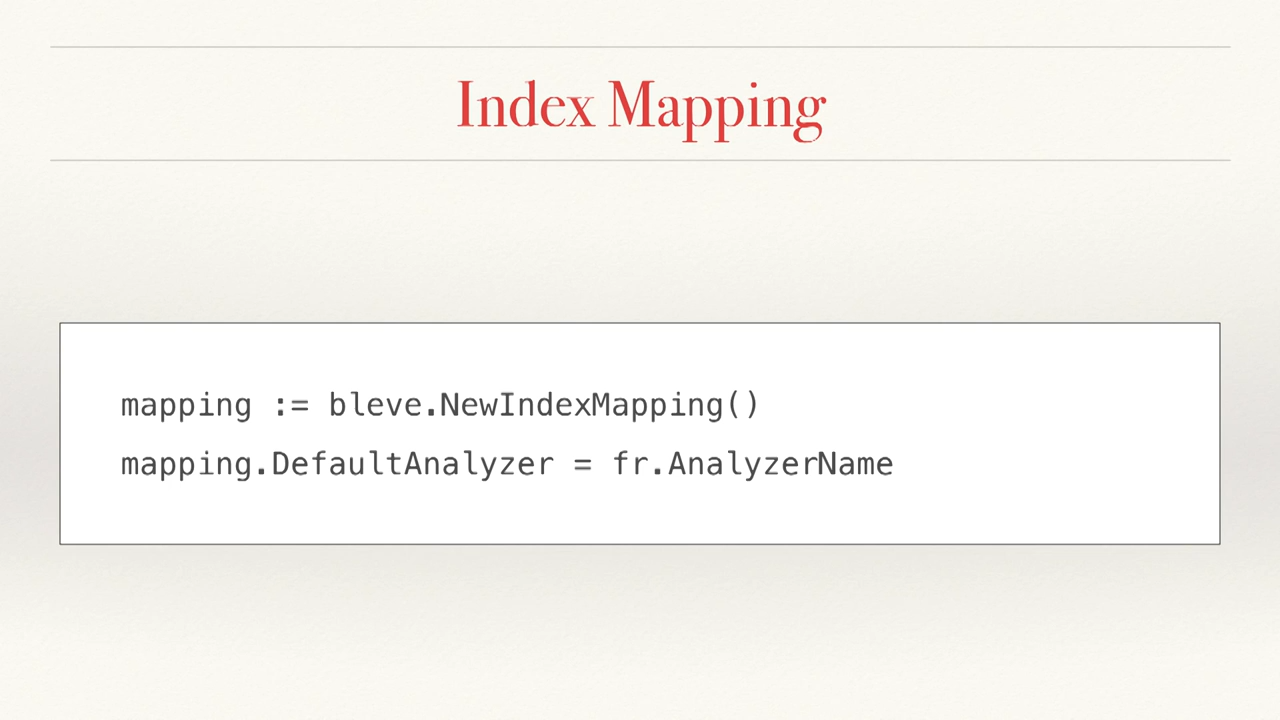 Index Mapping
mapping := bleve.NewIndexMapping()
mapping.DefaultAnalyzer = fr.AnalyzerName